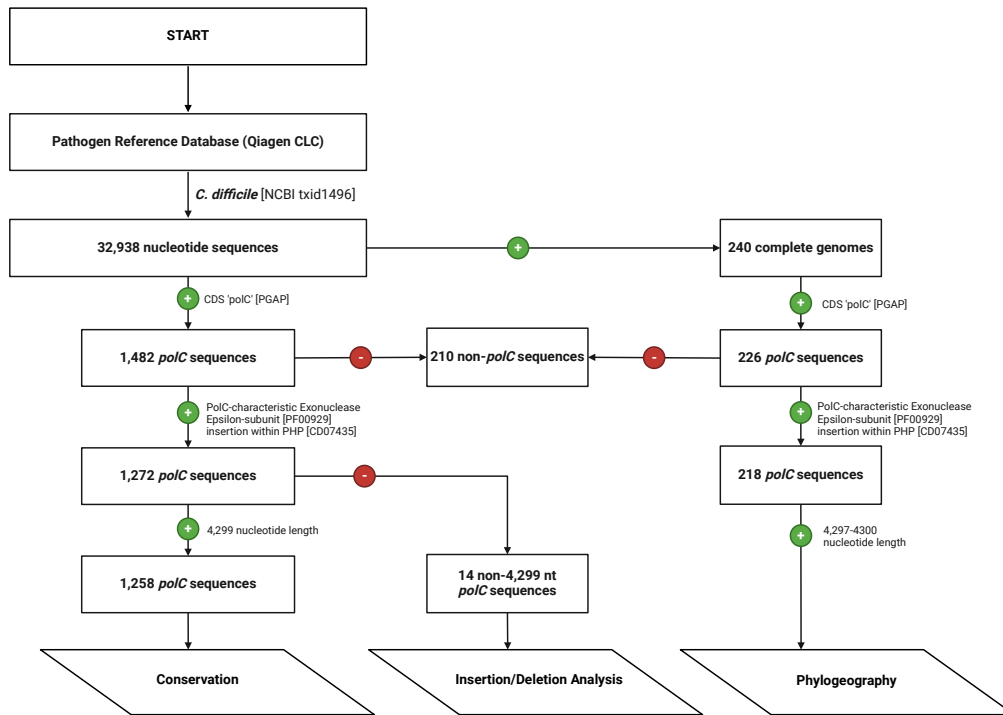 START
Pathogen Reference Database (Qiagen CLC)
C. difficile [NCBI txid1496]
32,938 nucleotide sequences
+
240 complete genomes
+
CDS 'polC' [PGAP]
+
CDS 'polC' [PGAP]
1,482 polC sequences
-
210 non-polC sequences
-
226 polC sequences
+
PolC-characteristic Exonuclease
Epsilon-subunit [PF00929]
insertion within PHP [CD07435]
+
PolC-characteristic Exonuclease
Epsilon-subunit [PF00929]
insertion within PHP [CD07435]
1,272 polC sequences
-
218 polC sequences
+
4,299 nucleotide length
+
4,297-4300
nucleotide length
1,258 polC sequences
14 non-4,299 nt
polC sequences
Conservation
Insertion/Deletion Analysis
Phylogeography